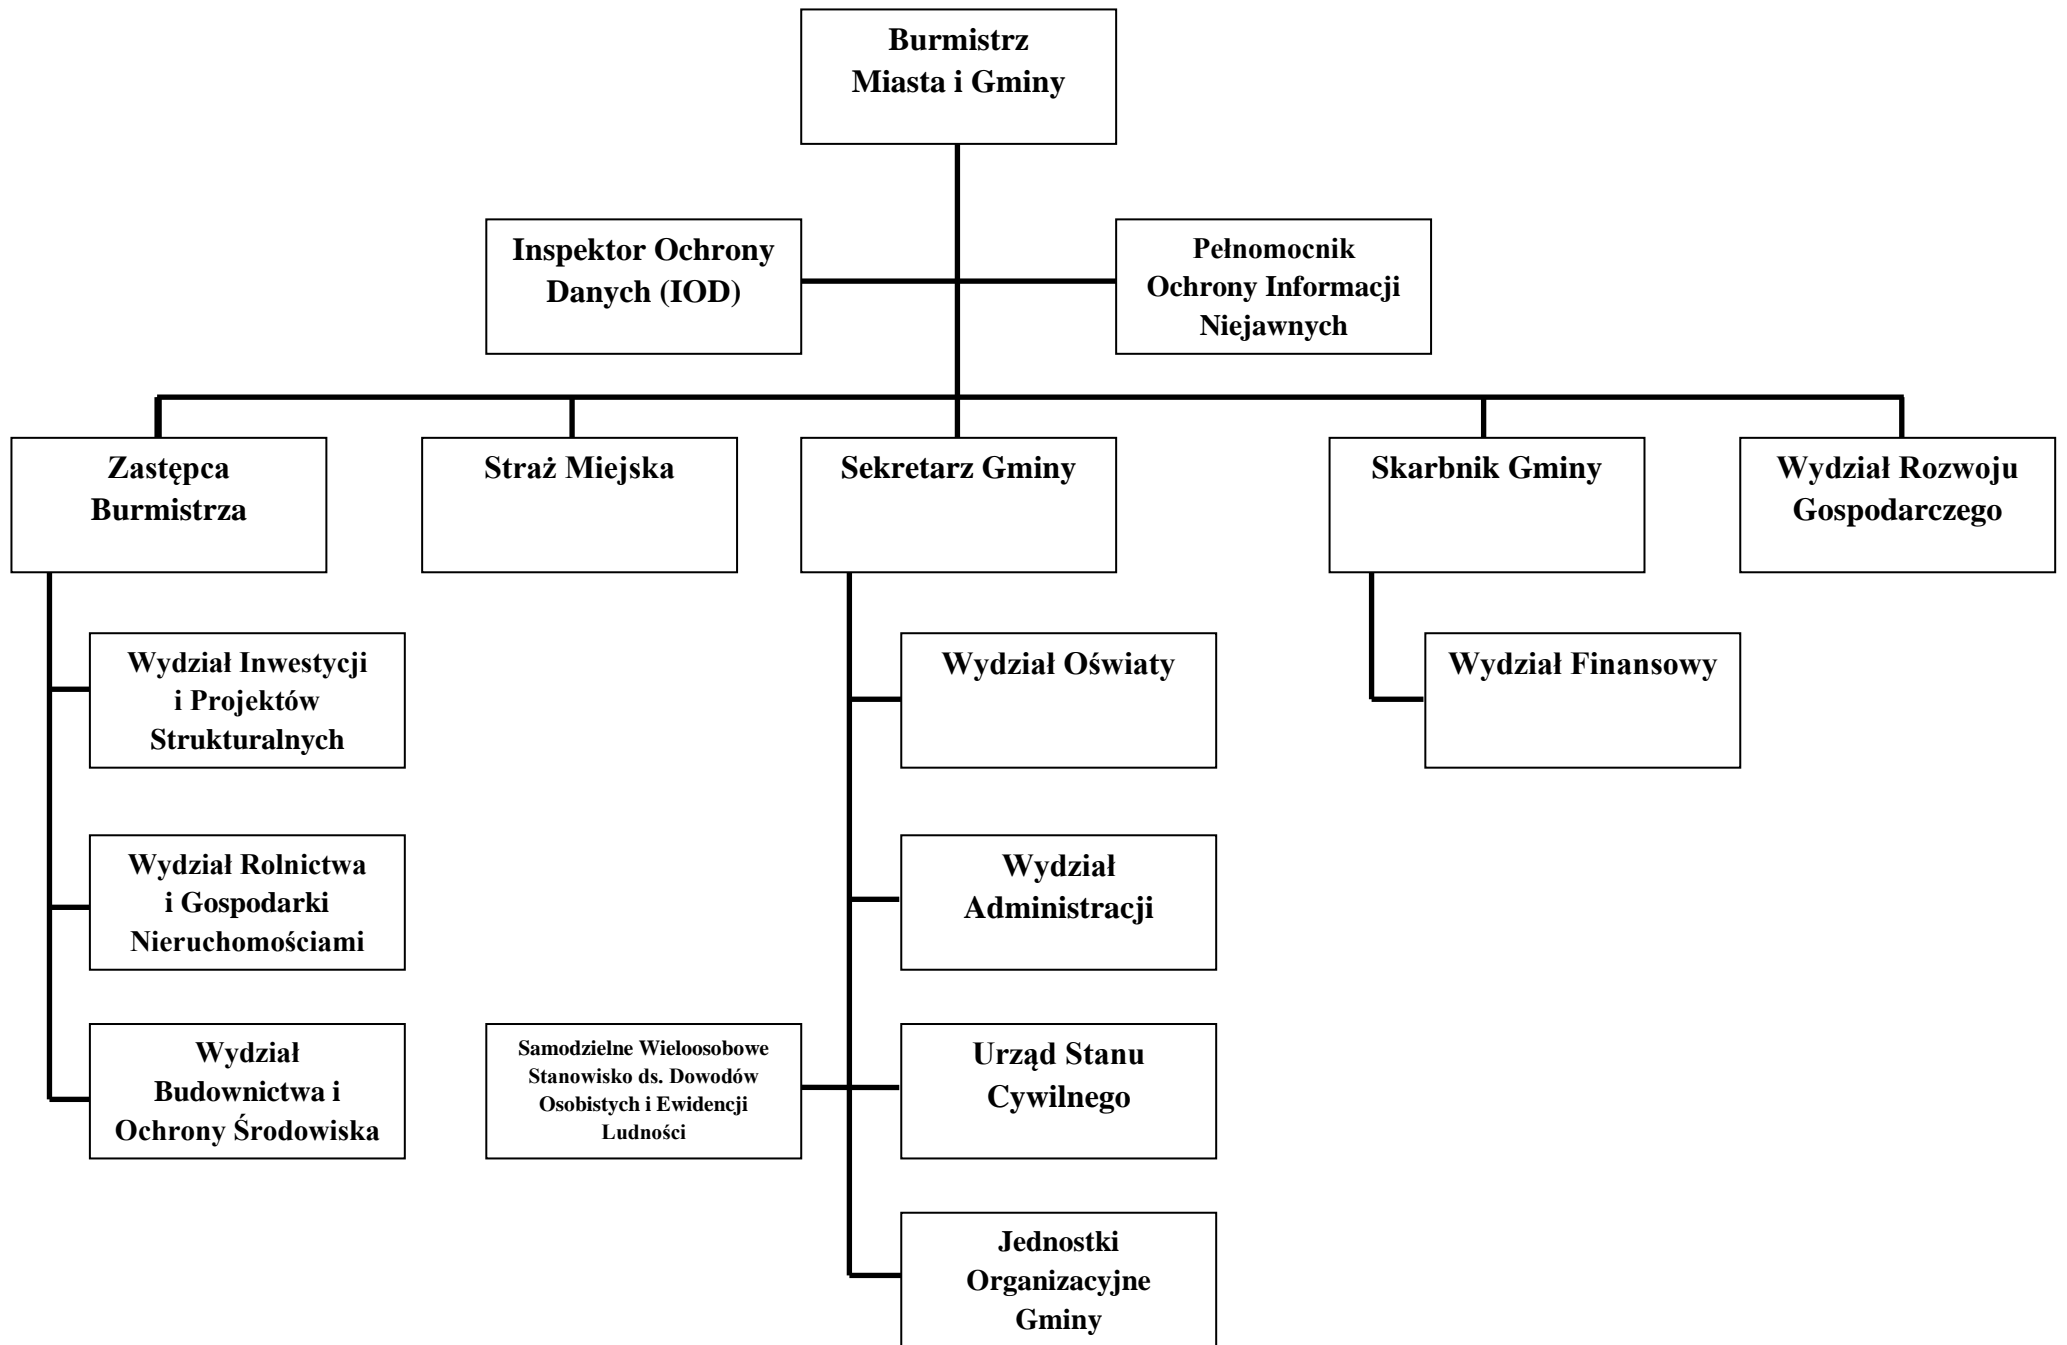 Burmistrz
Miasta i Gminy
Inspektor Ochrony
Danych (IOD)
Pełnomocnik
Ochrony Informacji
Niejawnych
Zastępca
Burmistrza
Straż Miejska
Sekretarz Gminy
Skarbnik Gminy
Wydział Rozwoju
Gospodarczego
Wydział Inwestycji
i Projektów
Strukturalnych
Wydział Oświaty
Wydział Finansowy
Wydział Rolnictwa
i Gospodarki
Nieruchomościami
Wydział
Administracji
Wydział
Budownictwa i
Ochrony Środowiska
Samodzielne Wieloosobowe
Stanowisko ds. Dowodów
Osobistych i Ewidencji
Ludności
Urząd Stanu
Cywilnego
Jednostki
Organizacyjne
Gminy